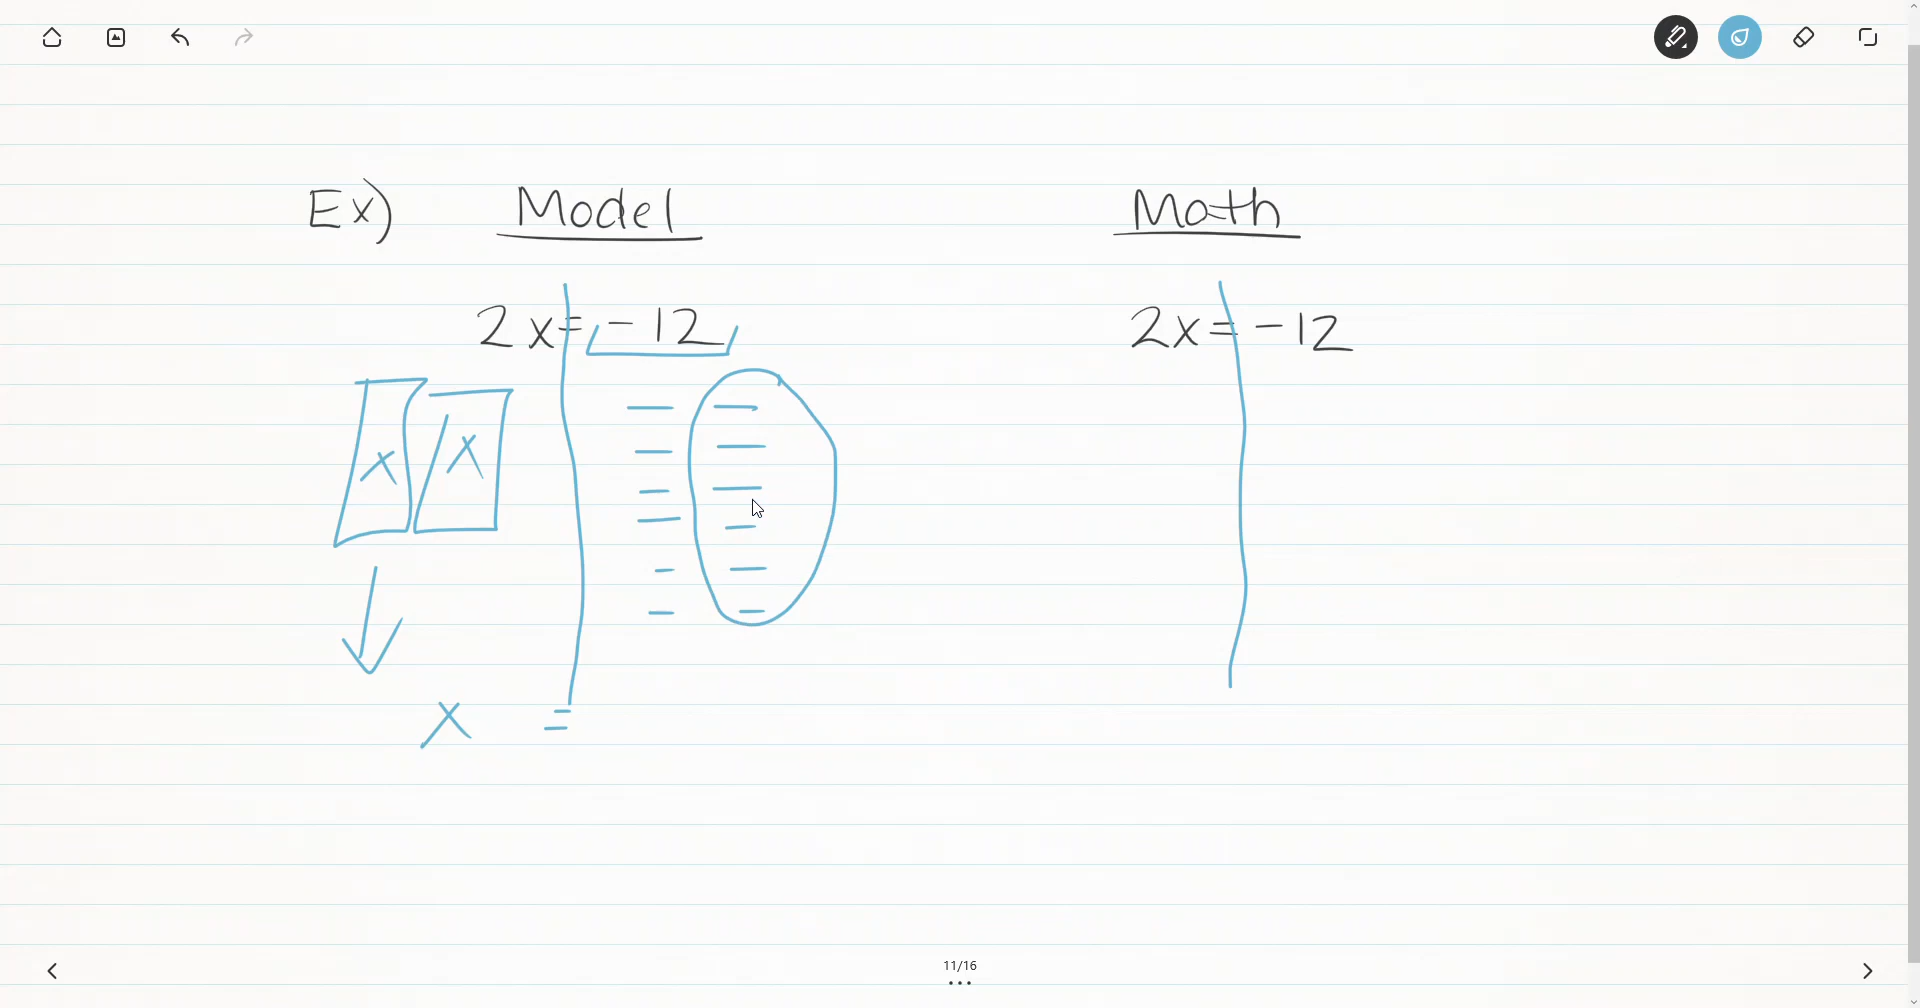 Ex) Model Math
2x = -12 2x = -12
x x
− −
− −
− −
− −
− −
− −
x =
11/16